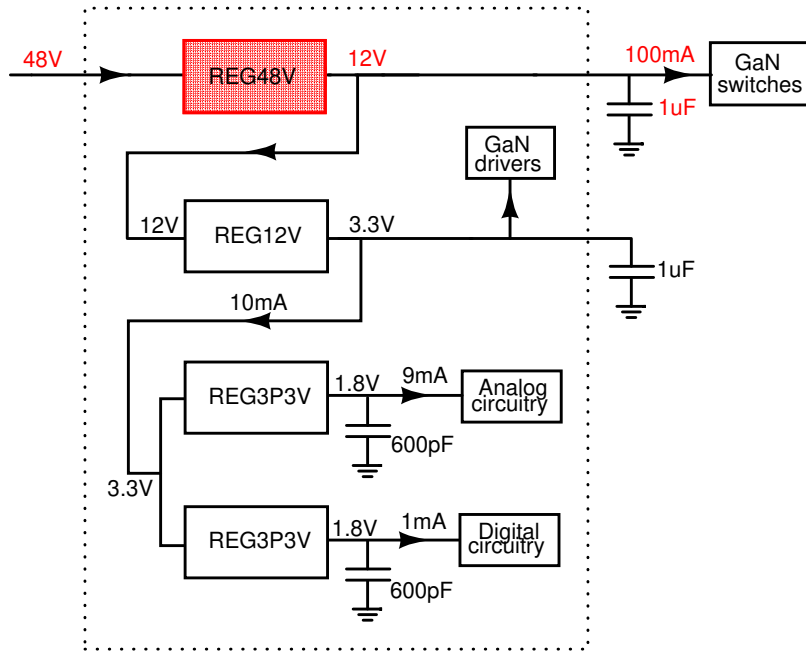 48V
REG48V
12V
100mA
GaN
switches
1uF
GaN
drivers
12V
REG12V
3.3V
1uF
10mA
REG3P3V
1.8V
9mA
Analog
circuitry
600pF
3.3V
REG3P3V
1.8V
1mA
Digital
circuitry
600pF